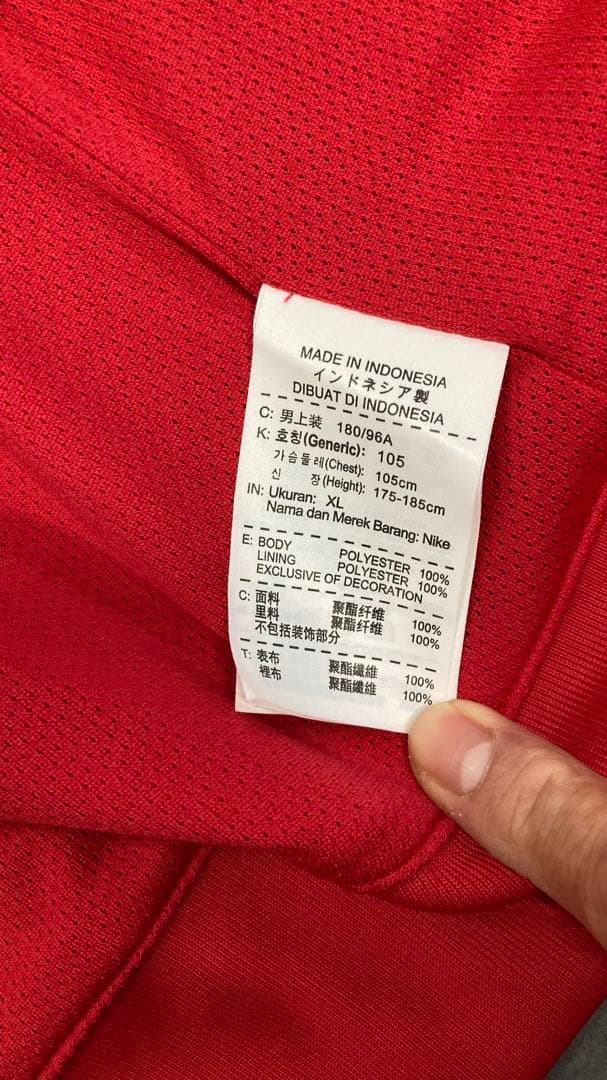 MADE IN INDONESIA
インドネシア製
DIBUAT DI INDONESIA
C: 男上装 180/96A
K: 호칭(Generic): 105
가슴둘레(Chest): 105cm
신 장(Height): 175-185cm
IN: Ukuran: XL
Nama dan Merek Barang: Nike
E: BODY POLYESTER 100%
LINING POLYESTER 100%
EXCLUSIVE OF DECORATION
C: 面料 聚酯纤维 100%
里料 聚酯纤维 100%
不包括装饰部分
T: 表布 聚酯纖維 100%
裡布 聚酯纖維 100%